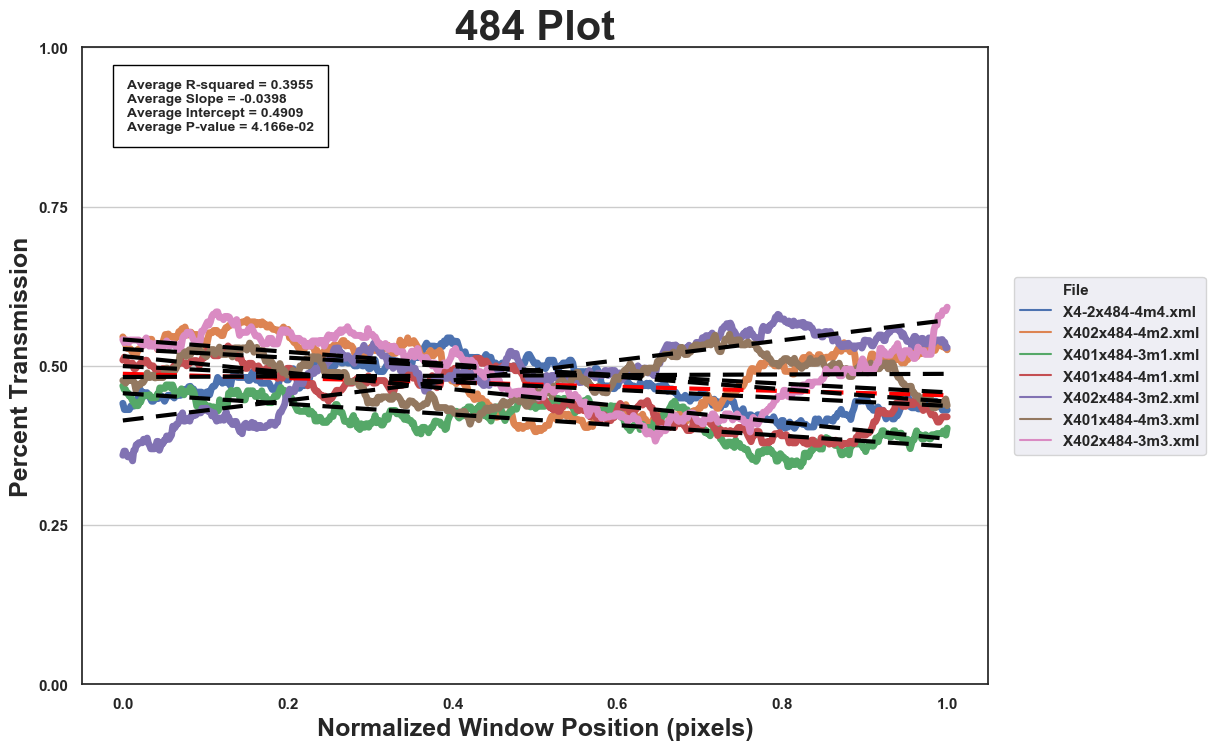 484 Plot
1.00
0.75
0.50
0.25
0.00
Percent Transmission
Average R-squared = 0.3955
Average Slope = -0.0398
Average Intercept = 0.4909
Average P-value = 4.166e-02
0.0 0.2 0.4 0.6 0.8 1.0
Normalized Window Position (pixels)
File
X4-2x484-4m4.xml
X402x484-4m2.xml
X401x484-3m1.xml
X401x484-4m1.xml
X402x484-3m2.xml
X401x484-4m3.xml
X402x484-3m3.xml